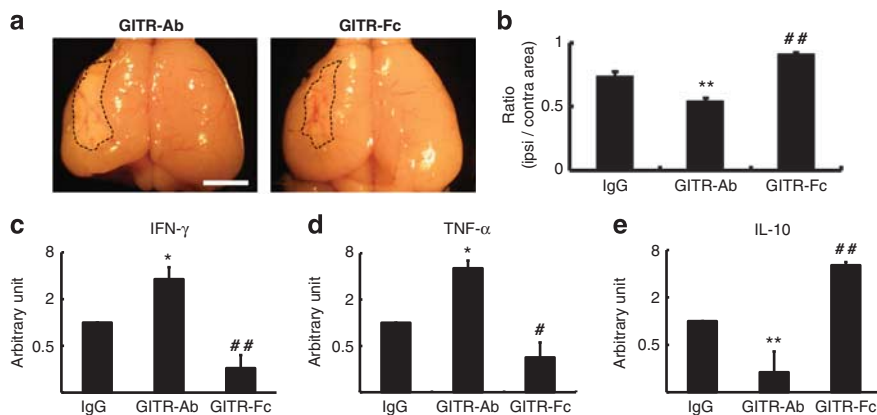 a
GITR-Ab
GITR-Fc
b
Ratio
(ipsi / contra area)
1
0.5
0
**
##
IgG
GITR-Ab
GITR-Fc
c
IFN-γ
Arbitrary unit
8
2
0.5
*
##
IgG
GITR-Ab
GITR-Fc
d
TNF-α
Arbitrary unit
8
2
0.5
*
#
IgG
GITR-Ab
GITR-Fc
e
IL-10
Arbitrary unit
8
2
0.5
**
##
IgG
GITR-Ab
GITR-Fc